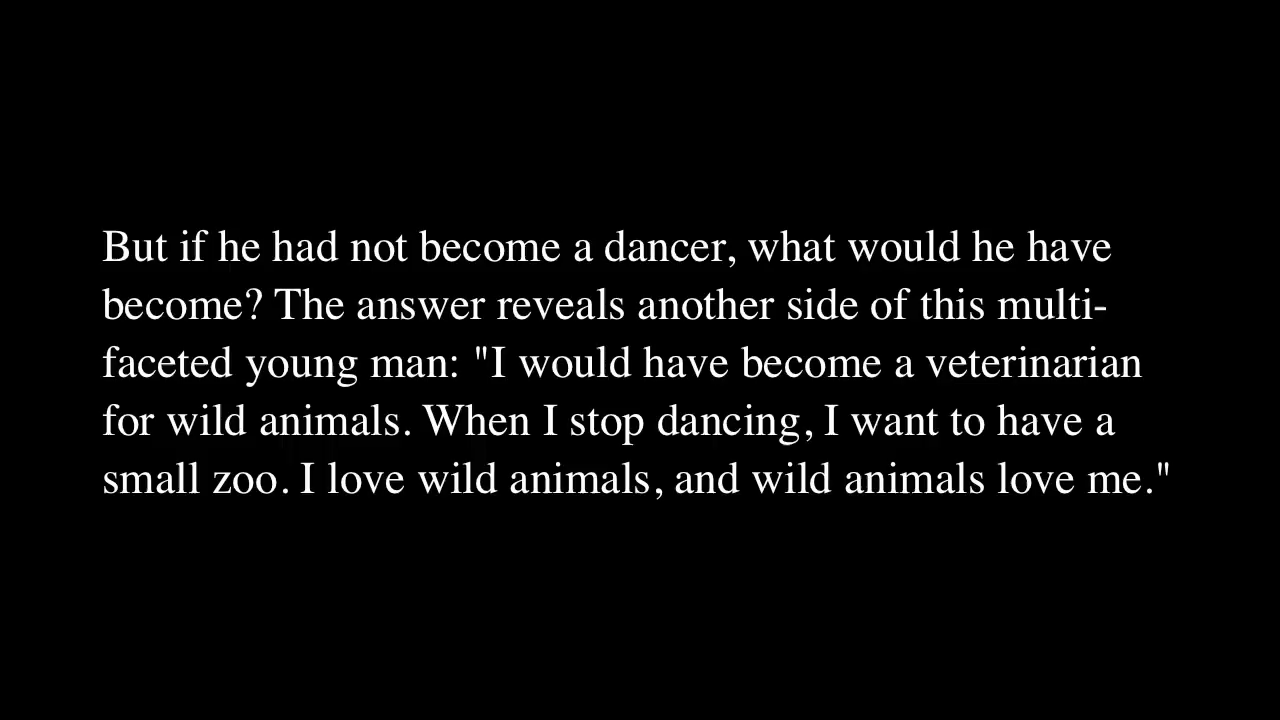 But if he had not become a dancer, what would he have
become? The answer reveals another side of this multi-
faceted young man: "I would have become a veterinarian
for wild animals. When I stop dancing, I want to have a
small zoo. I love wild animals, and wild animals love me."